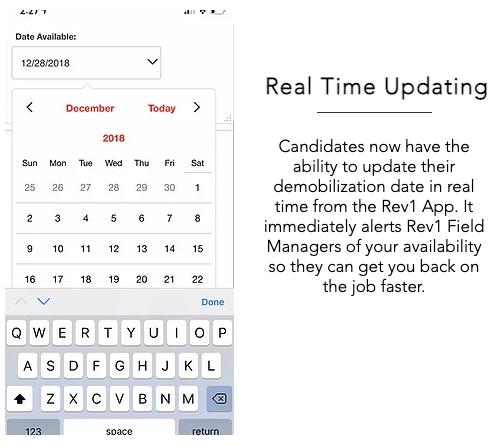 Date Available:
12/28/2018
December Today
2018
Sun Mon Tue Wed Thu Fri Sat
25 26 27 28 29 30 1
2 3 4 5 6 7 8
9 10 11 12 13 14 15
16 17 18 19 20 21 22
Done
Q W E R T Y U I O P
A S D F G H J K L
Z X C V B N M
123 space return
Real Time Updating
Candidates now have the
ability to update their
demobilization date in real
time from the Rev1 App. It
immediately alerts Rev1 Field
Managers of your availability
so they can get you back on
the job faster.